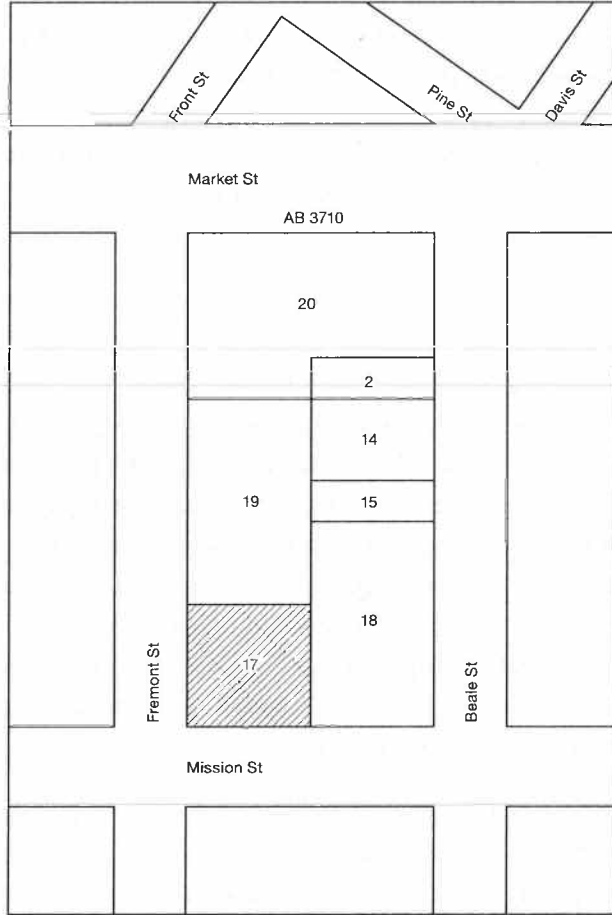 Front St
Pine St
Davis St
Market St
AB 3710
20
2
14
19
15
18
17
Fremont St
Beale St
Mission St